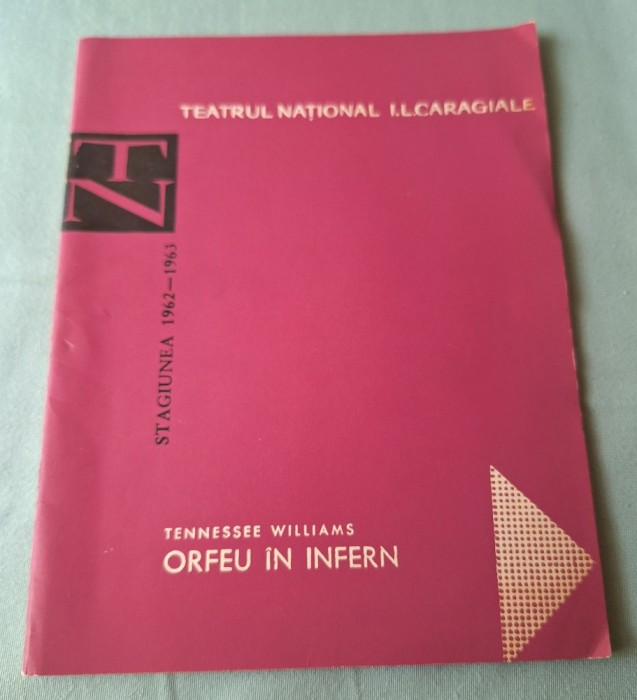 TEATRUL NAȚIONAL I.L.CARAGIALE
TN
STAGIUNEA 1962—1963
TENNESSEE WILLIAMS
ORFEU ÎN INFERN